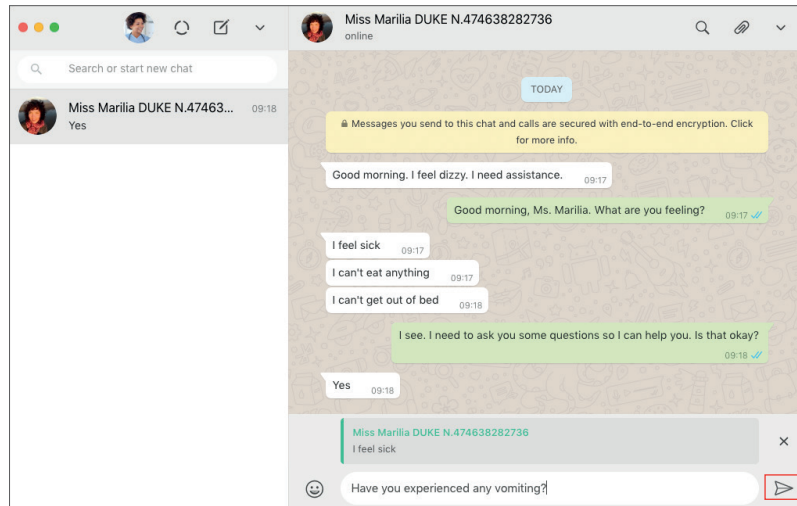 Miss Marilia DUKE N.474638282736
online
Search or start new chat
Miss Marilia DUKE N.47463... 09:18
Yes
TODAY
Messages you send to this chat and calls are secured with end-to-end encryption. Click
for more info.
Good morning. I feel dizzy. I need assistance. 09:17
Good morning, Ms. Marilia. What are you feeling? 09:17
I feel sick 09:17
I can't eat anything 09:17
I can't get out of bed 09:18
I see. I need to ask you some questions so I can help you. Is that okay?
09:18
Yes 09:18
Miss Marilia DUKE N.474638282736
I feel sick
Have you experienced any vomiting?